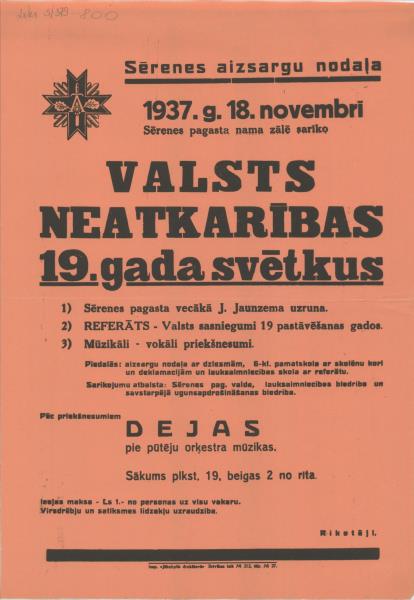 800
Sērenes aizsargu nodaļa
1937. g. 18. novembrī
Sērenes pagasta nama zālē sarīko
VALSTS
NEATKARĪBAS
19. gada svētkus
1) Sērenes pagasta vecākā J. Jaunzema uzruna.
2) REFERĀTS - Valsts sasniegumi 19 pastāvēšanas gados.
3) Mūzikāli - vokāli priekšnesumi.
Piedalās: aizsargu nodaļa ar dziesmām, 6-kl. pamatskola ar skolēnu kori
un deklamācijām un lauksaimniecības skola ar referātu.
Sarīkojumu atbalsta: Sērenes pag. valde, lauksaimniecības biedrība un
savstarpējā ugunsapdrošināšanas biedrība.
Pēc priekšnesumiem
DEJAS
pie pūtēju orķestra mūzikas.
Sākums plkst, 19, beigas 2 no rīta.
Ieejas maksa - Ls 1.- no personas uz visu vakaru.
Virsdrēbju un satiksmes līdzekļu uzraudzība.
Rīkotāji.